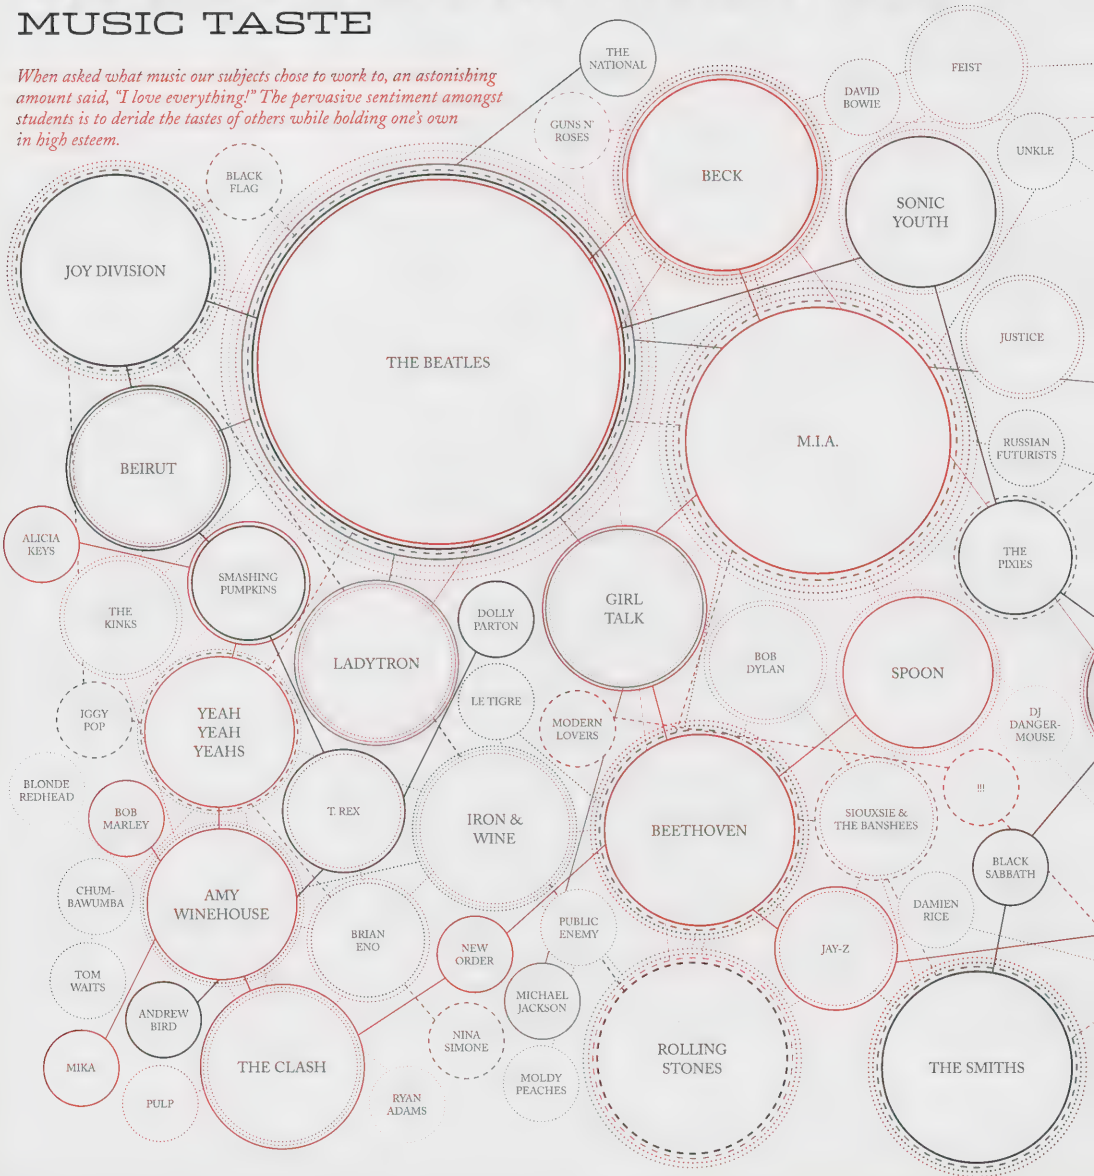 MUSIC TASTE
When asked what music our subjects chose to work to, an astonishing
amount said, "I love everything!" The pervasive sentiment amongst
students is to deride the tastes of others while holding one's own
in high esteem.
THE
NATIONAL
FEIST
DAVID
BOWIE
GUNS N'
ROSES
UNKLE
BLACK
FLAG
BECK
SONIC
YOUTH
JOY DIVISION
JUSTICE
THE BEATLES
M.I.A.
RUSSIAN
FUTURISTS
BEIRUT
ALICIA
KEYS
SMASHING
PUMPKINS
THE
PIXIES
THE
KINKS
DOLLY
PARTON
GIRL
TALK
LADYTRON
BOB
DYLAN
SPOON
LE TIGRE
IGGY
POP
YEAH
YEAH
YEAHS
MODERN
LOVERS
DJ
DANGER-
MOUSE
BLONDE
REDHEAD
BOB
MARLEY
T. REX
IRON &
WINE
BEETHOVEN
SIOUXSIE &
THE BANSHEES
!!!
BLACK
SABBATH
CHUM-
BAWUMBA
AMY
WINEHOUSE
BRIAN
ENO
PUBLIC
ENEMY
DAMIEN
RICE
NEW
ORDER
JAY-Z
TOM
WAITS
ANDREW
BIRD
MICHAEL
JACKSON
NINA
SIMONE
ROLLING
STONES
MIKA
THE CLASH
THE SMITHS
MOLDY
PEACHES
PULP
RYAN
ADAMS